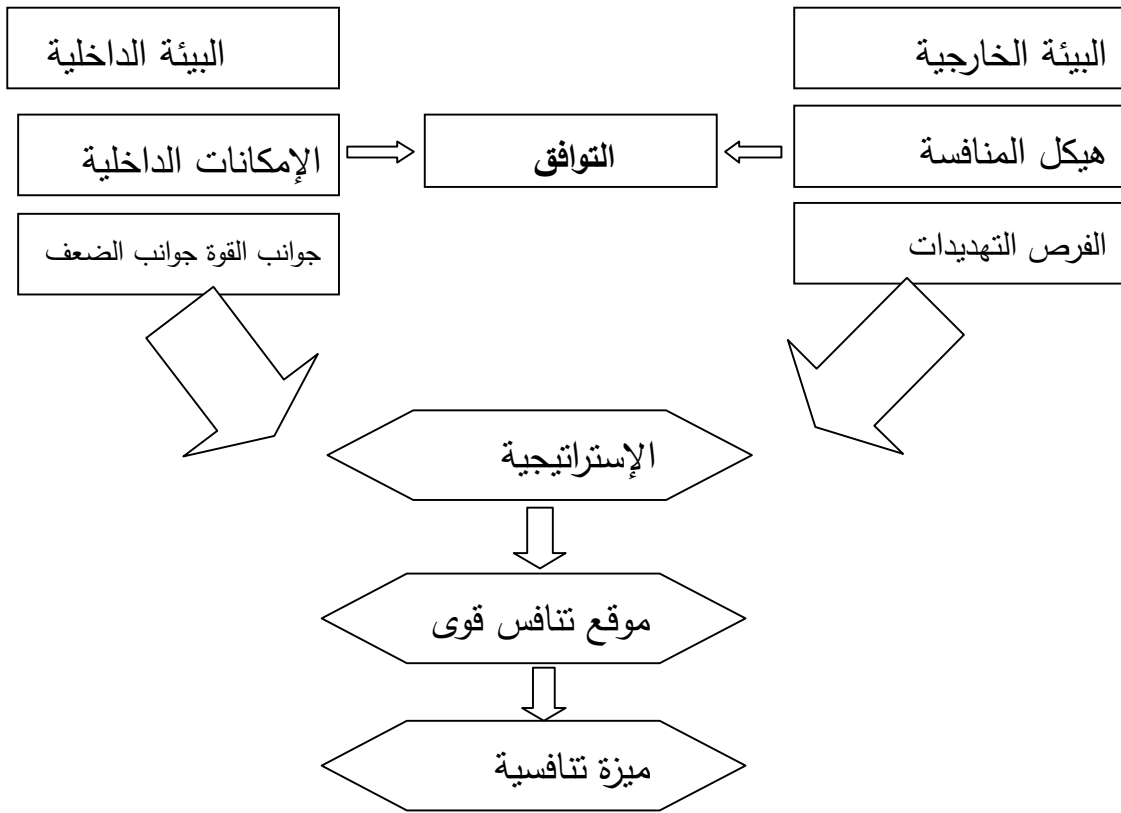 البيئة الخارجية
البيئة الداخلية
هيكل المنافسة
التوافق
الإمكانات الداخلية
الفرص التهديدات
جوانب القوة جوانب الضعف
الإستراتيجية
موقع تنافس قوى
ميزة تنافسية